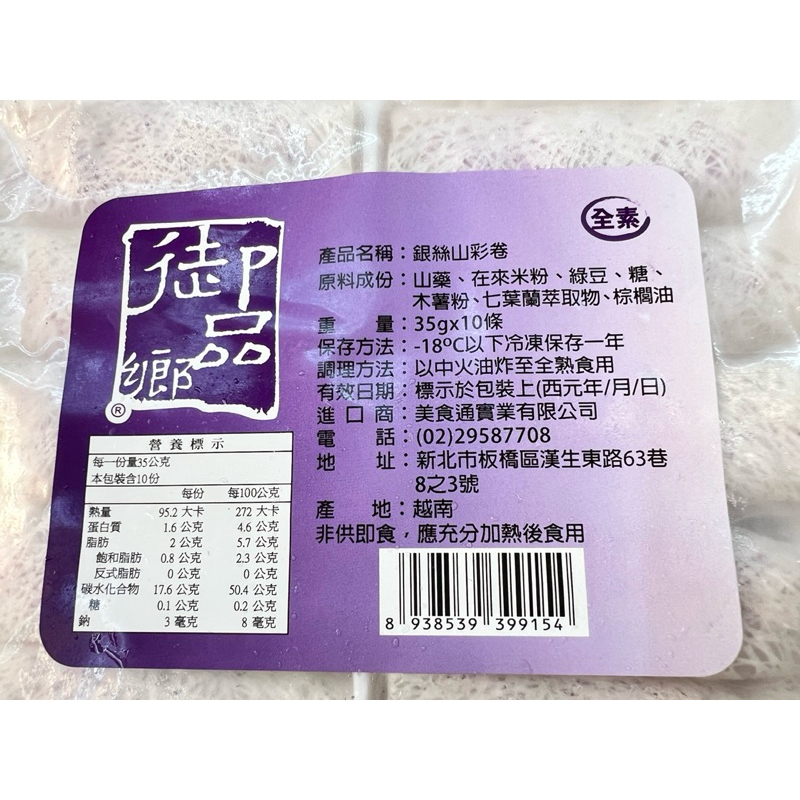 全素
御品鄉
®
產品名稱：銀絲山彩卷
原料成份：山藥、在來米粉、綠豆、糖、
木薯粉、七葉蘭萃取物、棕櫚油
重　　量：35gx10條
保存方法：-18ºC以下冷凍保存一年
調理方法：以中火油炸至全熟食用
有效日期：標示於包裝上(西元年/月/日)
進 口 商：美食通實業有限公司
電　　話：(02)29587708
地　　址：新北市板橋區漢生東路63巷
8之3號
產　　地：越南
非供即食，應充分加熱後食用
8 938539 399154
營養標示
每一份量35公克
本包裝含10份
每份 每100公克
熱量 95.2 大卡 272 大卡
蛋白質 1.6 公克 4.6 公克
脂肪 2 公克 5.7 公克
飽和脂肪 0.8 公克 2.3 公克
反式脂肪 0 公克 0 公克
碳水化合物 17.6 公克 50.4 公克
糖 0.1 公克 0.2 公克
鈉 3 毫克 8 毫克